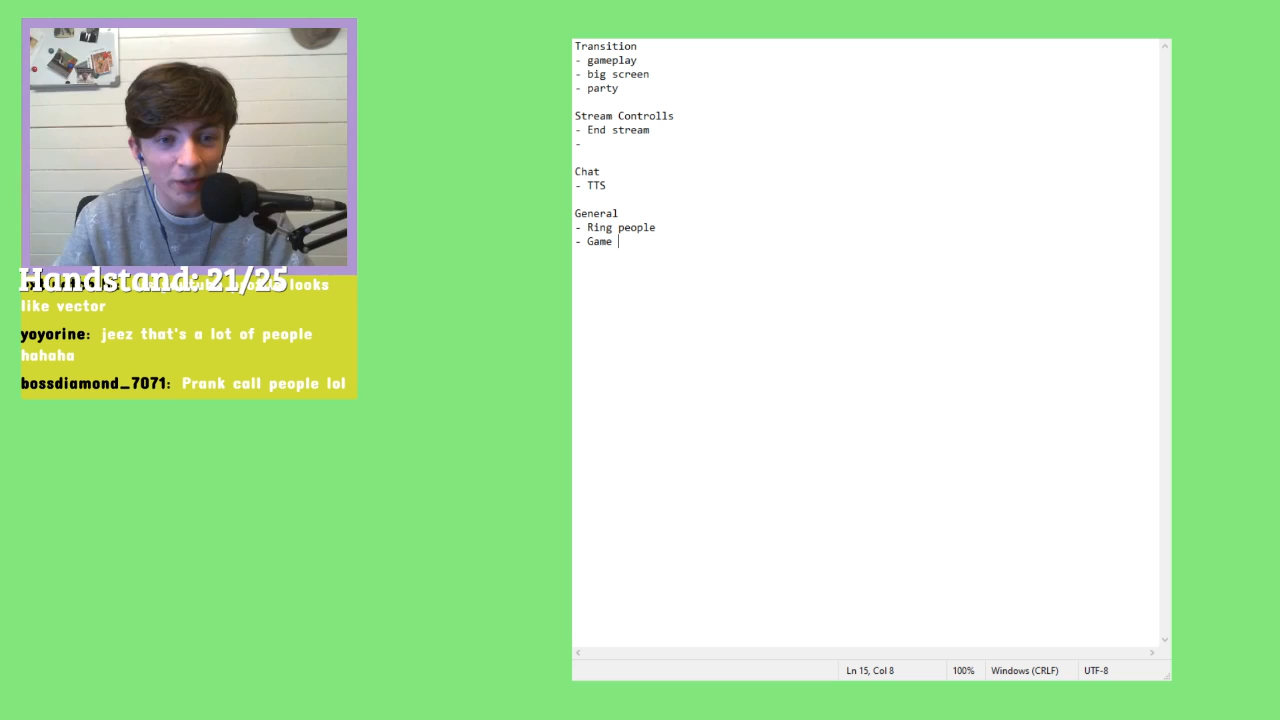 Handstand: 21/25
looks
like vector
yoyorine: jeez that's a lot of people
hahaha
bossdiamond_7071: Prank call people lol
Transition
- gameplay
- big screen
- party
Stream Controlls
- End stream
-
Chat
- TTS
General
- Ring people
- Game
Ln 15, Col 8
100%
Windows (CRLF)
UTF-8